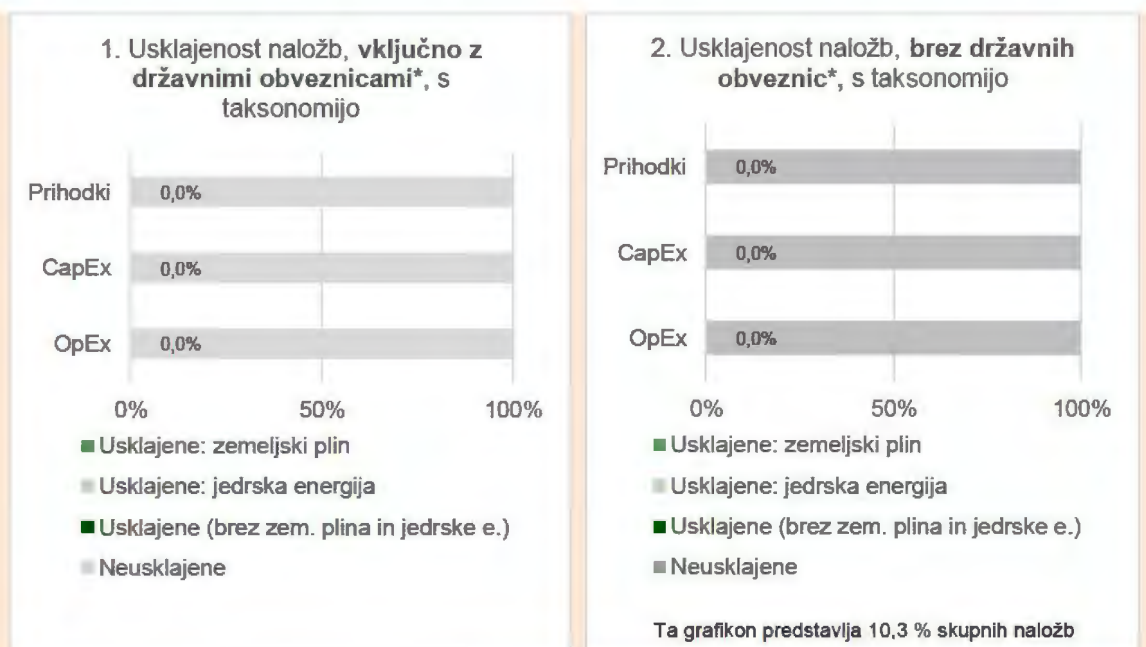 1. Usklajenost naložb, vključno z
državnimi obveznicami*, s
taksonomijo
Prihodki
0,0%
CapEx
0,0%
OpEx
0,0%
0%
50%
100%
Usklajene: zemeljski plin
Usklajene: jedrska energija
Usklajene (brez zem. plina in jedrske e.)
Neusklajene
2. Usklajenost naložb, brez državnih
obveznic*, s taksonomijo
Prihodki
0,0%
CapEx
0,0%
OpEx
0,0%
0%
50%
100%
Usklajene: zemeljski plin
Usklajene: jedrska energija
Usklajene (brez zem. plina in jedrske e.)
Neusklajene
Ta grafikon predstavlja 10,3 % skupnih naložb